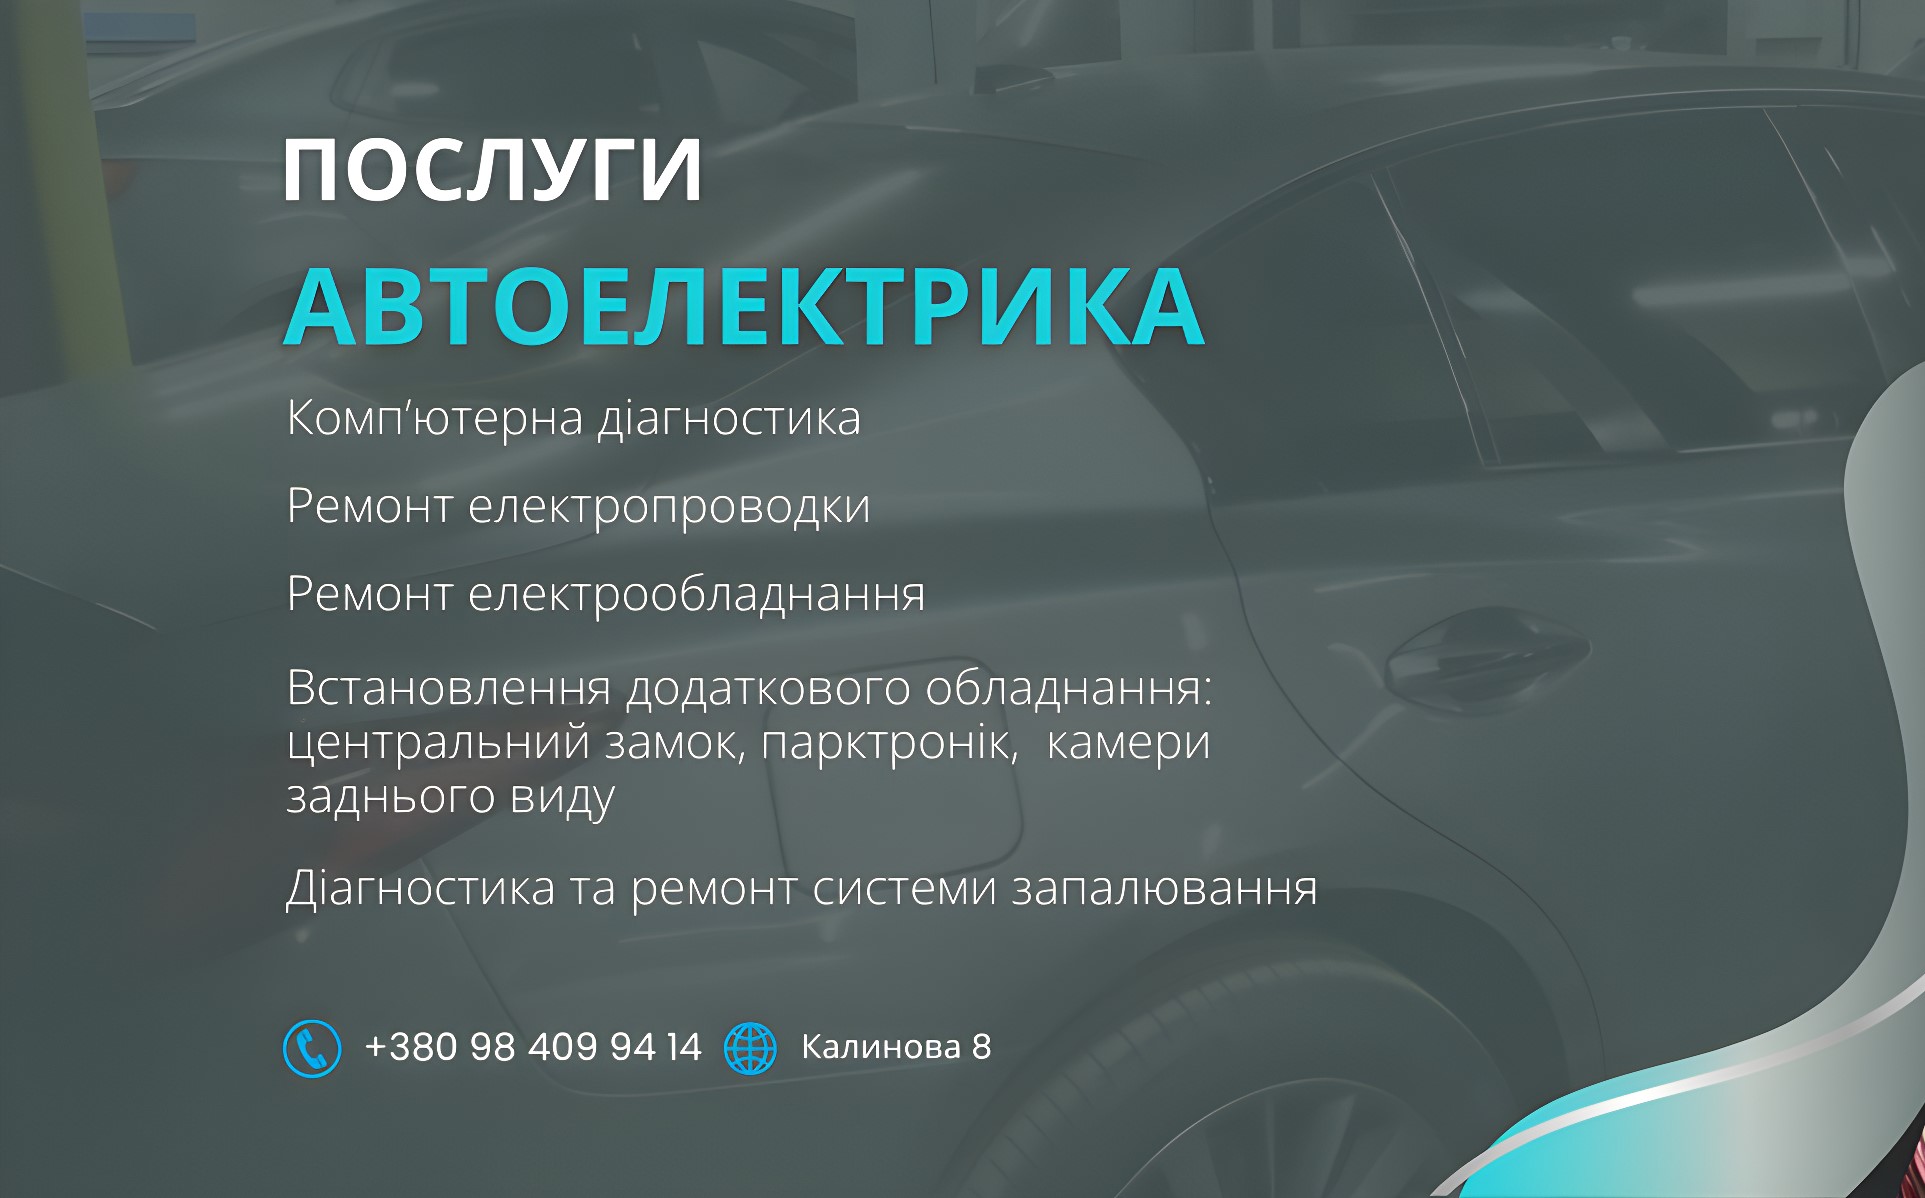 ПОСЛУГИ
АВТОЕЛЕКТРИКА
Комп’ютерна діагностика
Ремонт електропроводки
Ремонт електрообладнання
Встановлення додаткового обладнання:
центральний замок, парктронік, камери
заднього виду
Діагностика та ремонт системи запалювання
+380 98 409 94 14 Калинова 8